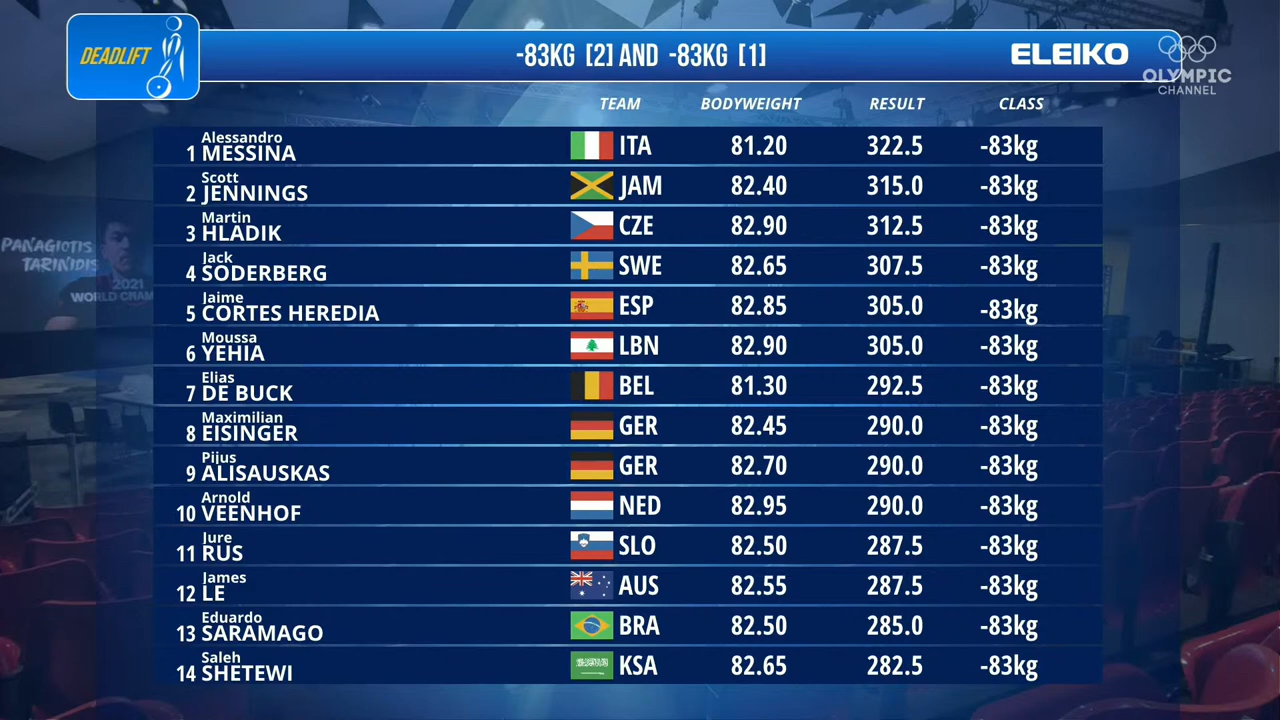 DEADLIFT
-83KG [2] AND -83KG [1]
ELEIKO
OLYMPIC
CHANNEL
TEAM BODYWEIGHT RESULT CLASS
Alessandro
1 MESSINA ITA 81.20 322.5 -83kg
Scott
2 JENNINGS JAM 82.40 315.0 -83kg
Martin
3 HLADIK CZE 82.90 312.5 -83kg
Jack
4 SODERBERG SWE 82.65 307.5 -83kg
Jaime
5 CORTES HEREDIA ESP 82.85 305.0 -83kg
Moussa
6 YEHIA LBN 82.90 305.0 -83kg
Elias
7 DE BUCK BEL 81.30 292.5 -83kg
Maximilian
8 EISINGER GER 82.45 290.0 -83kg
Pijus
9 ALISAUSKAS GER 82.70 290.0 -83kg
Arnold
10 VEENHOF NED 82.95 290.0 -83kg
Jure
11 RUS SLO 82.50 287.5 -83kg
James
12 LE AUS 82.55 287.5 -83kg
Eduardo
13 SARAMAGO BRA 82.50 285.0 -83kg
Saleh
14 SHETEWI KSA 82.65 282.5 -83kg
PANAGIOTIS
TARINIDIS
2021
WORLD CHAM